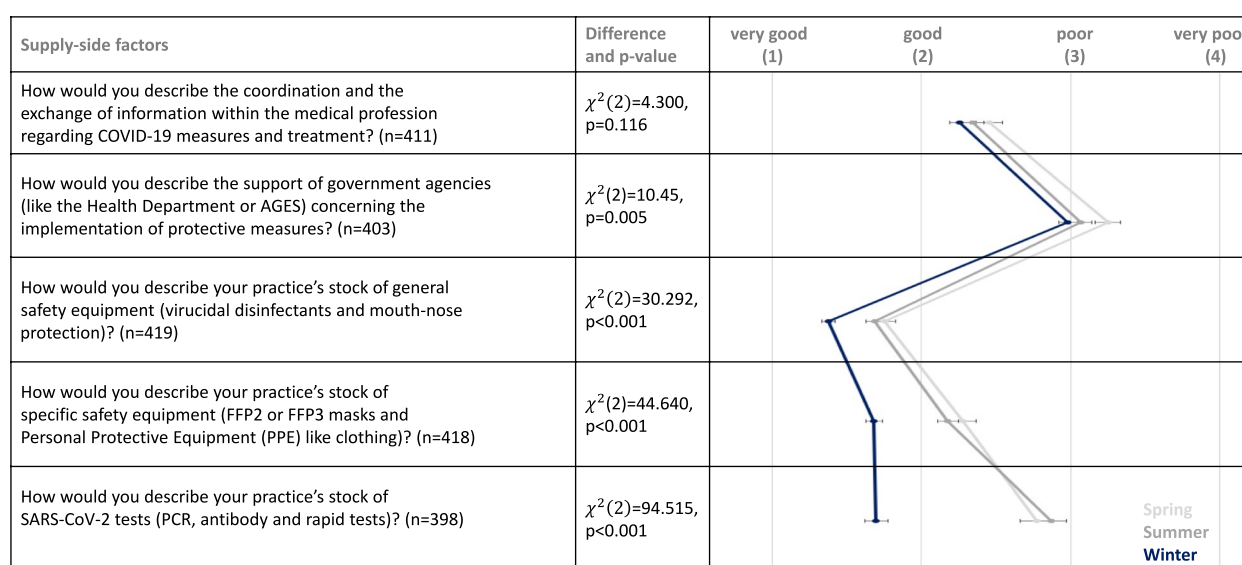 Supply-side factors
Difference
and p-value
very good
(1)
good
(2)
poor
(3)
very poo
(4)
How would you describe the coordination and the
exchange of information within the medical profession
regarding COVID-19 measures and treatment? (n=411)
χ²(2)=4.300,
p=0.116
How would you describe the support of government agencies
(like the Health Department or AGES) concerning the
implementation of protective measures? (n=403)
χ²(2)=10.45,
p=0.005
How would you describe your practice’s stock of general
safety equipment (virucidal disinfectants and mouth-nose
protection)? (n=419)
χ²(2)=30.292,
p<0.001
How would you describe your practice’s stock of
specific safety equipment (FFP2 or FFP3 masks and
Personal Protective Equipment (PPE) like clothing)? (n=418)
χ²(2)=44.640,
p<0.001
How would you describe your practice’s stock of
SARS-CoV-2 tests (PCR, antibody and rapid tests)? (n=398)
χ²(2)=94.515,
p<0.001
Spring
Summer
Winter